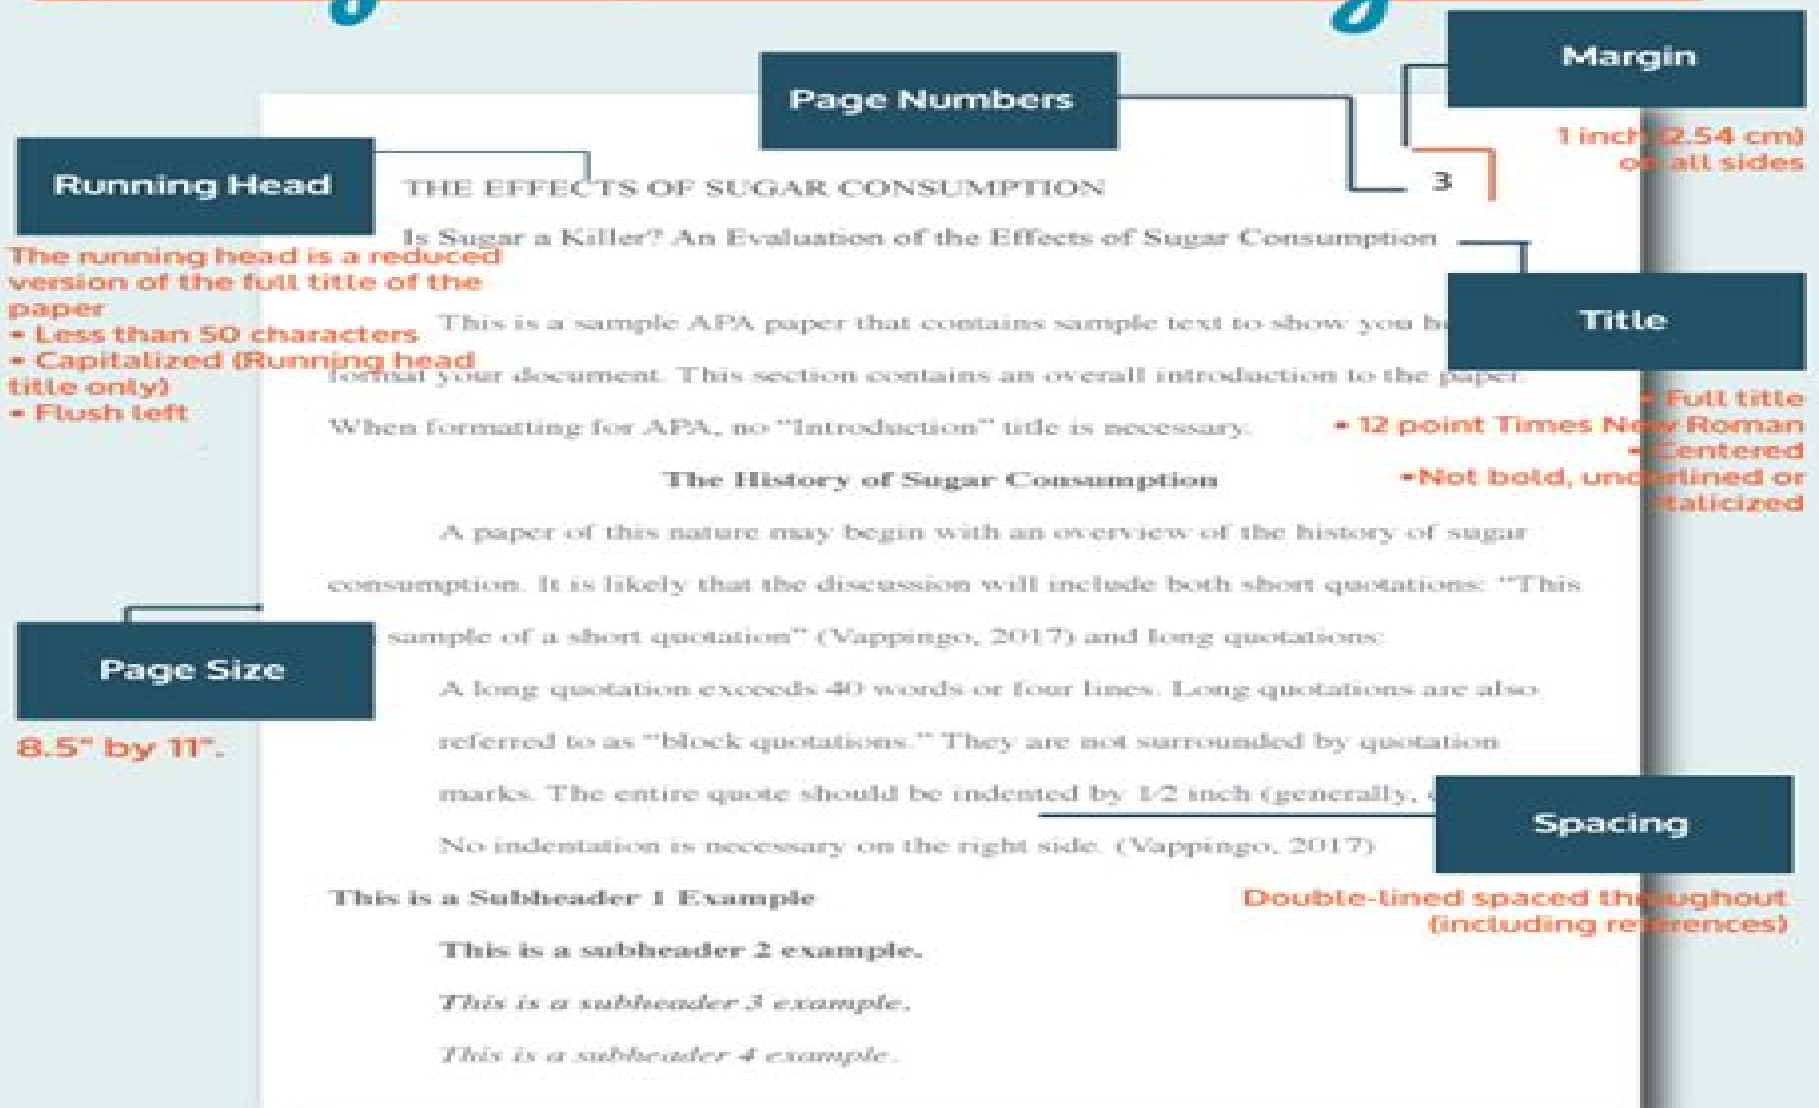 Margin
Page Numbers
1 inch (2.54 cm)
on all sides
Running Head
THE EFFECTS OF SUGAR CONSUMPTION
3
Is Sugar a Killer? An Evaluation of the Effects of Sugar Consumption
The running head is a reduced
version of the full title of the
paper
• Less than 50 characters
• Capitalized (Running head
title only)
• Flush left
Title
• Full title
• 12 point Times New Roman
• Centered
•Not bold, underlined or
italicized
This is a sample APA paper that contains sample text to show you
format your document. This section contains an overall introduction to the paper.
When formatting for APA, no "Introduction" title is necessary.
The History of Sugar Consumption
A paper of this nature may begin with an overview of the history of sugar
consumption. It is likely that the discussion will include both short quotations: "This
sample of a short quotation" (Vappingo, 2017) and long quotations:
Page Size
8.5" by 11".
A long quotation exceeds 40 words or four lines. Long quotations are also
referred to as "block quotations." They are not surrounded by quotation
marks. The entire quote should be indented by 1/2 inch (generally,
No indentation is necessary on the right side. (Vappingo, 2017)
Spacing
Double-lined spaced throughout
(including references)
This is a Subheader 1 Example
This is a subheader 2 example.
This is a subheader 3 example.
This is a subheader 4 example.